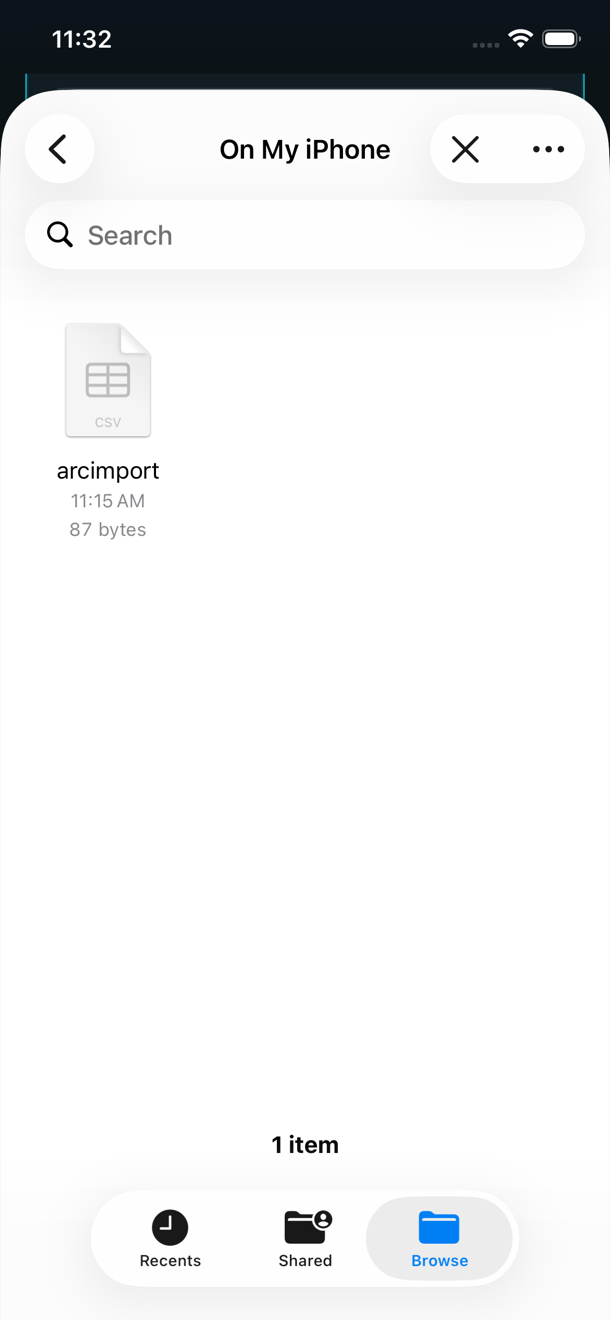 11:32
On My iPhone
Search
CSV
arcimport
11:15 AM
87 bytes
1 item
Recents
Shared
Browse